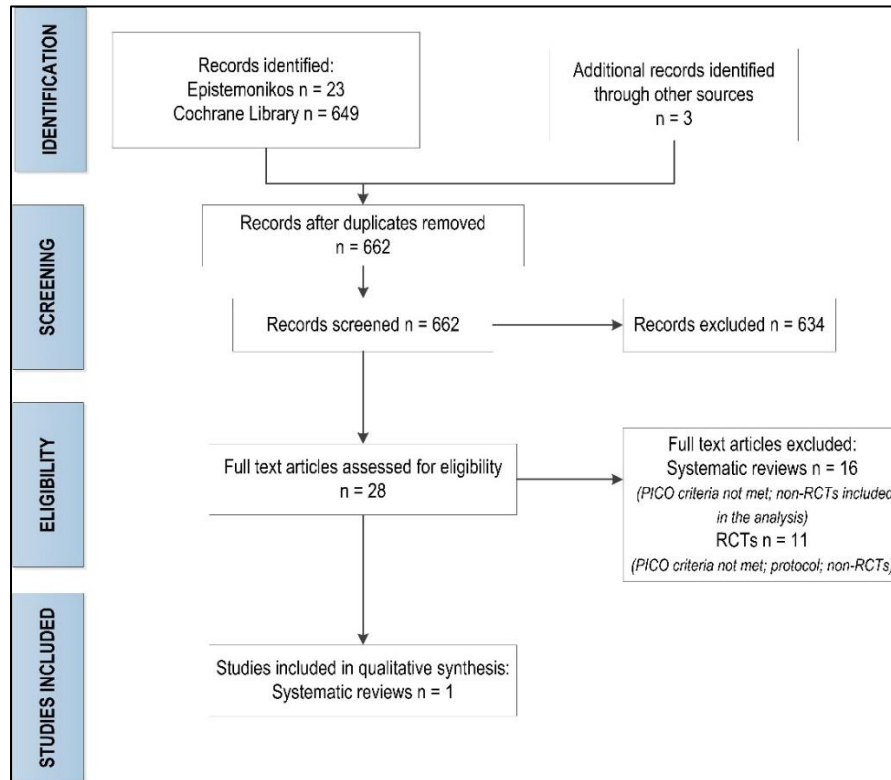 IDENTIFICATION
Records identified:
Epistemonikos n = 23
Cochrane Library n = 649
Additional records identified
through other sources
n = 3
SCREENING
Records after duplicates removed
n = 662
Records screened n = 662
Records excluded n = 634
ELIGIBILITY
Full text articles assessed for eligibility
n = 28
Full text articles excluded:
Systematic reviews n = 16
(PICO criteria not met; non-RCTs included
in the analysis)
RCTs n = 11
(PICO criteria not met; protocol; non-RCTs)
STUDIES INCLUDED
Studies included in qualitative synthesis:
Systematic reviews n = 1